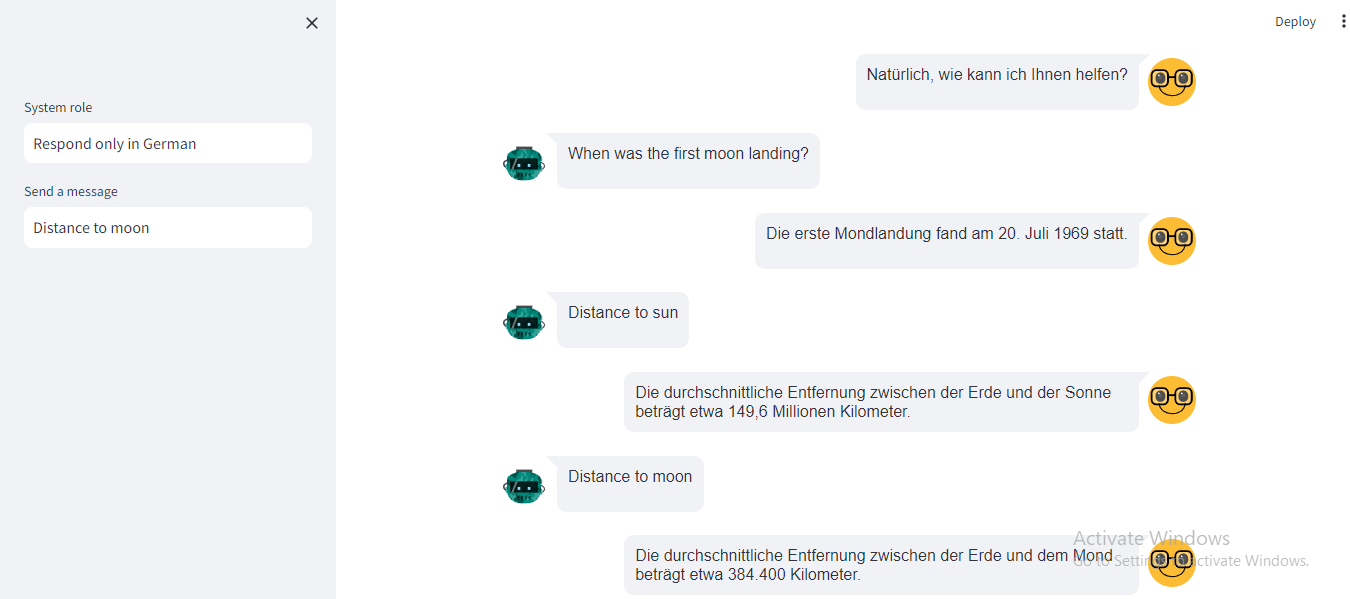 Deploy
System role
Respond only in German
Send a message
Distance to moon
Natürlich, wie kann ich Ihnen helfen?
When was the first moon landing?
Die erste Mondlandung fand am 20. Juli 1969 statt.
Distance to sun
Die durchschnittliche Entfernung zwischen der Erde und der Sonne
beträgt etwa 149,6 Millionen Kilometer.
Distance to moon
Die durchschnittliche Entfernung zwischen der Erde und dem Mond
beträgt etwa 384.400 Kilometer.
Activate Windows
Go to Settin activate Windows.